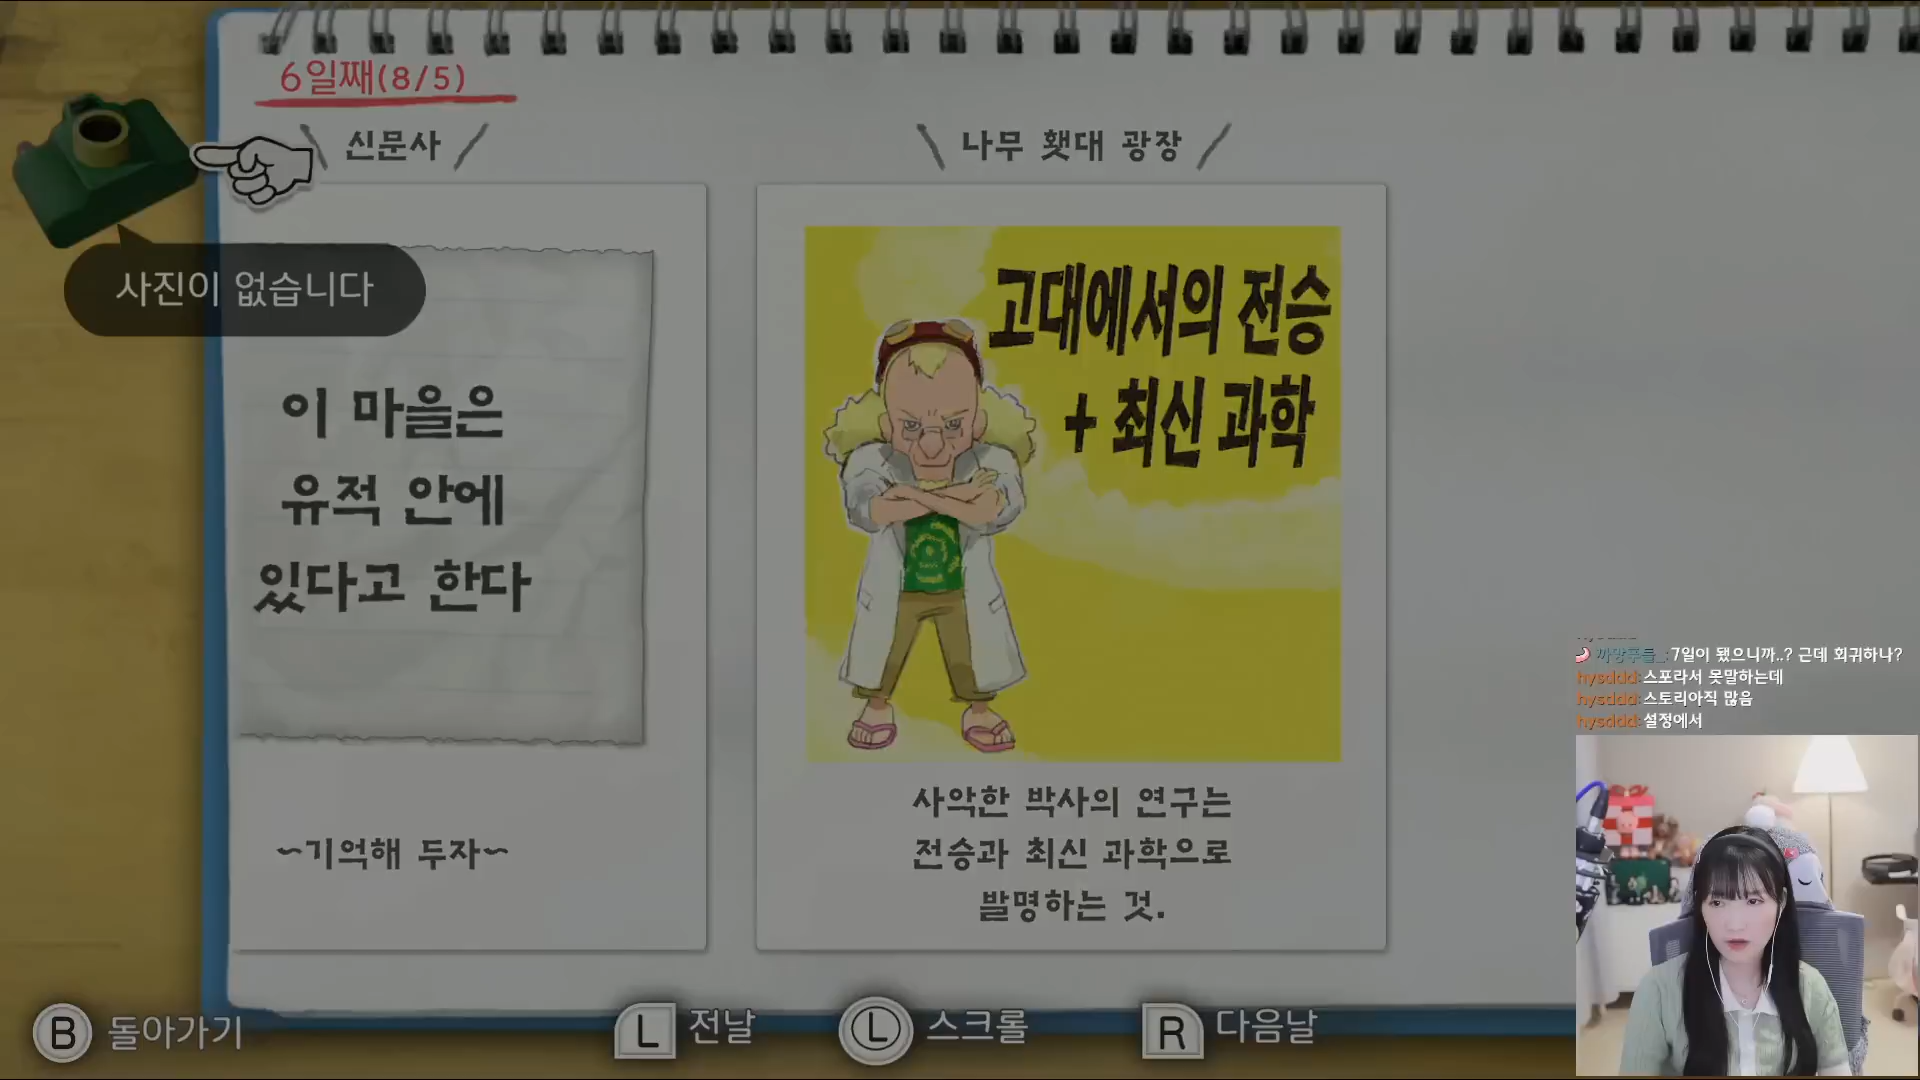 6일째(8/5)
신문사
나무 횃대 광장
사진이 없습니다
이 마을은
유적 안에
있다고 한다
~기억해 두자~
고대에서의 전승
+ 최신 과학
사악한 박사의 연구는
전승과 최신 과학으로
발명하는 것.
7일이 됐으니까..? 근데 회귀하나?
hysddd: 스포라서 못말하는데
hysddd: 스토리아직 많음
hysddd: 설정에서
B 돌아가기
L 전날
L 스크롤
R 다음날